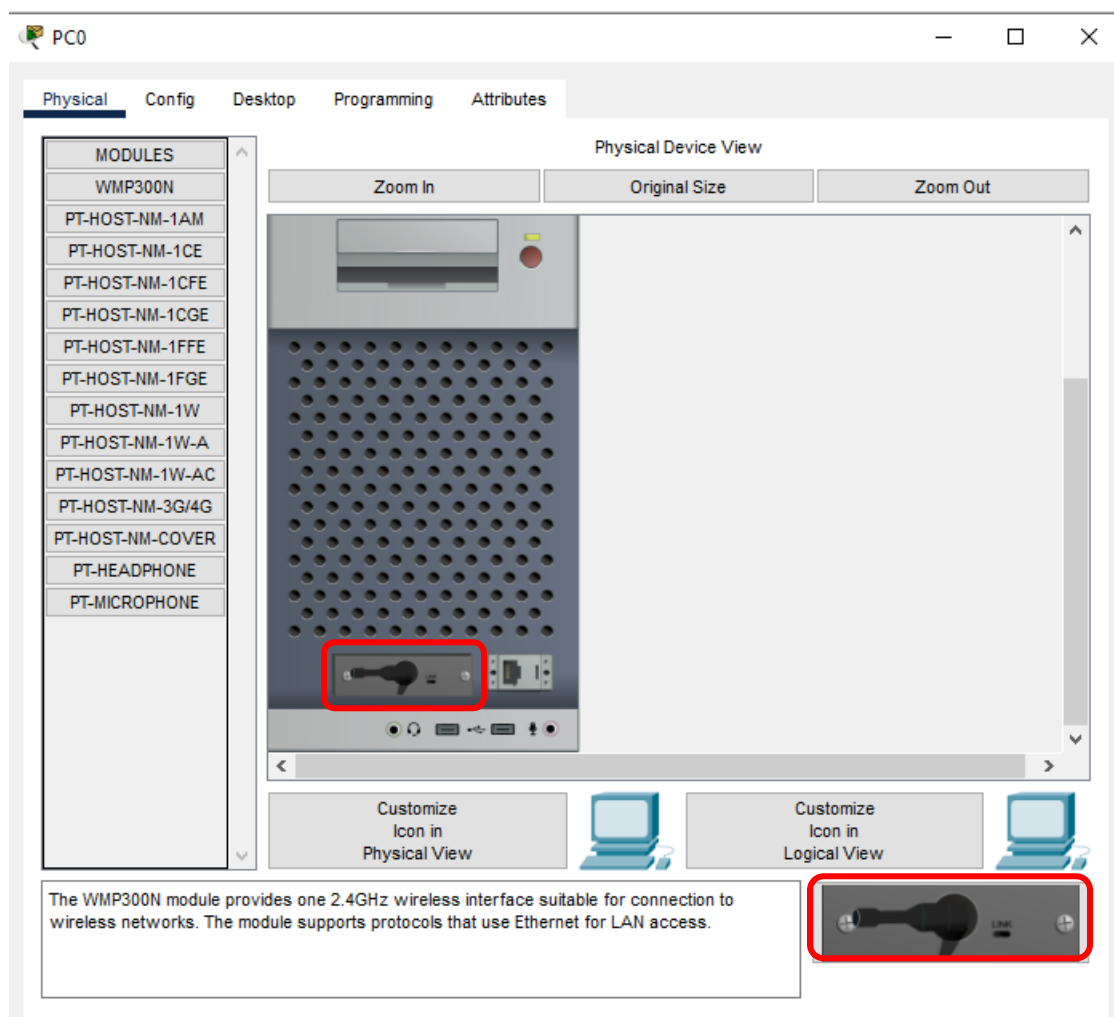 PC0
Physical Config Desktop Programming Attributes
MODULES
WMP300N
PT-HOST-NM-1AM
PT-HOST-NM-1CE
PT-HOST-NM-1CFE
PT-HOST-NM-1CGE
PT-HOST-NM-1FFE
PT-HOST-NM-1FGE
PT-HOST-NM-1W
PT-HOST-NM-1W-A
PT-HOST-NM-1W-AC
PT-HOST-NM-3G/4G
PT-HOST-NM-COVER
PT-HEADPHONE
PT-MICROPHONE
Physical Device View
Zoom In Original Size Zoom Out
LINK
Customize
Icon in
Physical View
Customize
Icon in
Logical View
The WMP300N module provides one 2.4GHz wireless interface suitable for connection to
wireless networks. The module supports protocols that use Ethernet for LAN access.
LINK